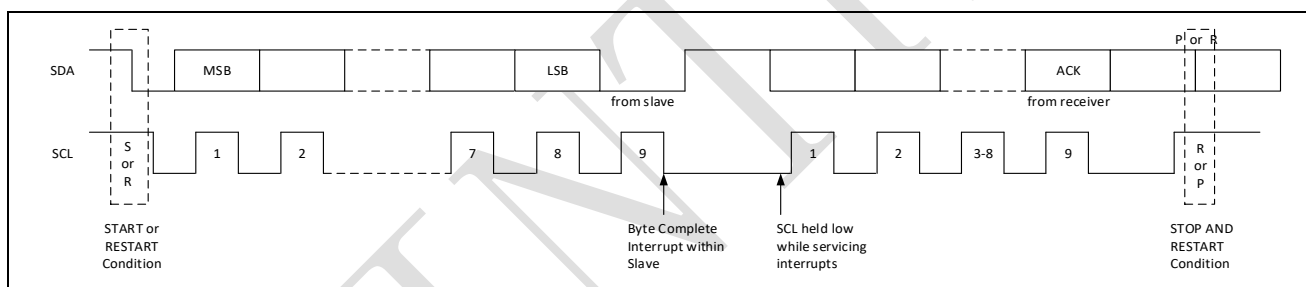 P or R
SDA
MSB
LSB
ACK
from slave
from receiver
SCL
S
or
R
1
2
7
8
9
1
2
3-8
9
R
or
P
START or
RESTART
Condition
Byte Complete
Interrupt within
Slave
SCL held low
while servicing
interrupts
STOP AND
RESTART
Condition